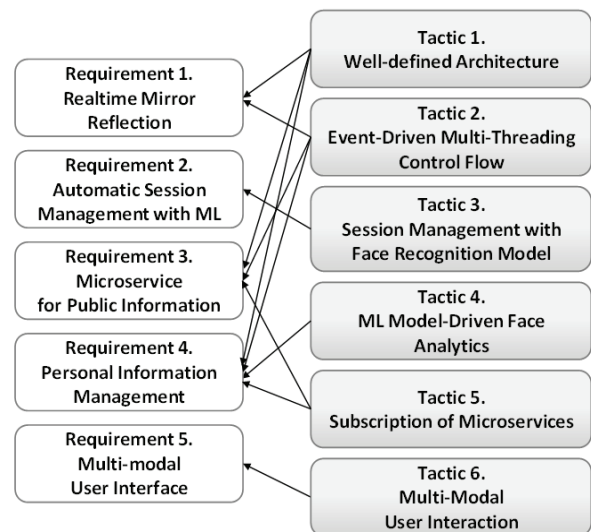 Requirement 1.
Realtime Mirror
Reflection
Requirement 2.
Automatic Session
Management with ML
Requirement 3.
Microservice
for Public Information
Requirement 4.
Personal Information
Management
Requirement 5.
Multi-modal
User Interface
Tactic 1.
Well-defined Architecture
Tactic 2.
Event-Driven Multi-Threading
Control Flow
Tactic 3.
Session Management with
Face Recognition Model
Tactic 4.
ML Model-Driven Face
Analytics
Tactic 5.
Subscription of Microservices
Tactic 6.
Multi-Modal
User Interaction